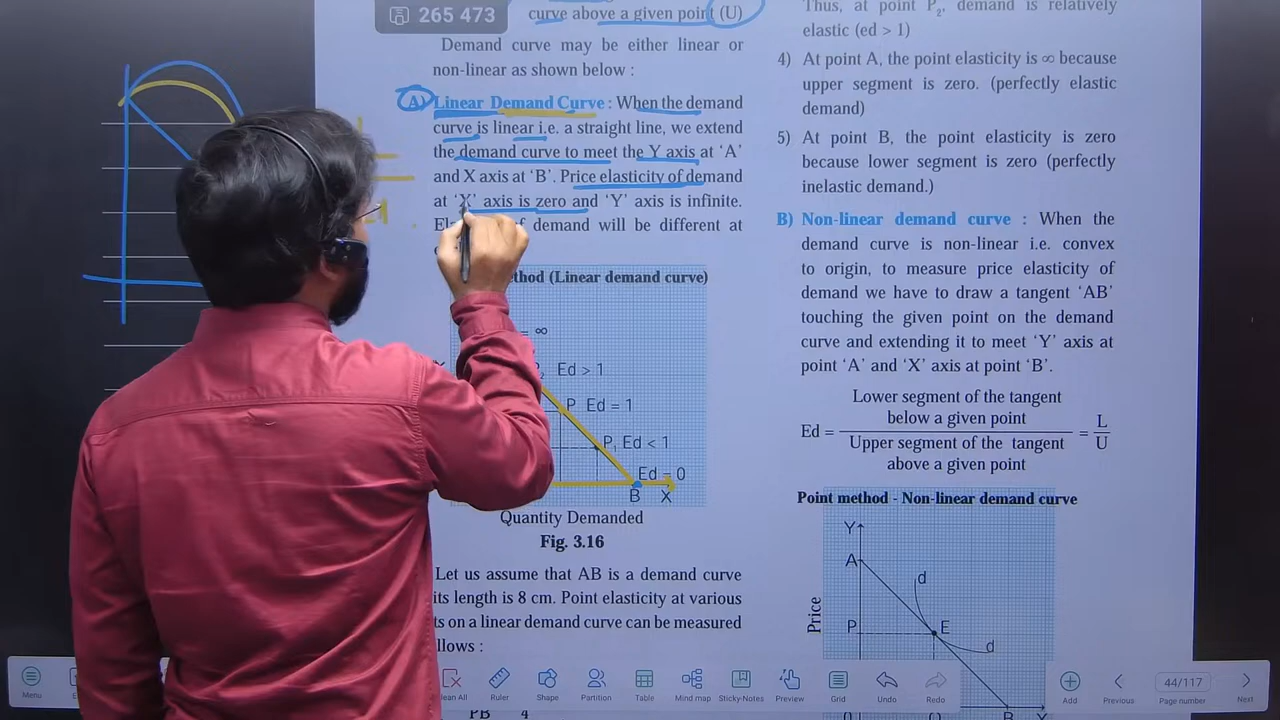 265 473
curve above a given point (U)
Demand curve may be either linear or
non-linear as shown below :
A) Linear Demand Curve : When the demand
curve is linear i.e. a straight line, we extend
the demand curve to meet the Y axis at ‘A’
and X axis at ‘B’. Price elasticity of demand
at ‘X’ axis is zero and ‘Y’ axis is infinite.
demand will be different at
(Linear demand curve)
= ∞
Ed > 1
P Ed = 1
P₁ Ed < 1
Ed = 0
B X
Quantity Demanded
Fig. 3.16
Let us assume that AB is a demand curve
its length is 8 cm. Point elasticity at various
on a linear demand curve can be measured
PB 4
Thus, at point P₂, demand is relatively
elastic (ed > 1)
4) At point A, the point elasticity is ∞ because
upper segment is zero. (perfectly elastic
demand)
5) At point B, the point elasticity is zero
because lower segment is zero (perfectly
inelastic demand.)
B) Non-linear demand curve : When the
demand curve is non-linear i.e. convex
to origin, to measure price elasticity of
demand we have to draw a tangent ‘AB’
touching the given point on the demand
curve and extending it to meet ‘Y’ axis at
point ‘A’ and ‘X’ axis at point ‘B’.
Lower segment of the tangent
below a given point
Ed = = L
U
Upper segment of the tangent
above a given point
Point method - Non-linear demand curve
Y
A
d
Price
P E
d
Menu
Ruler Shape Partition Table Mind map Sticky-Notes Preview Grid Undo Redo Add Previous 44/117 Page number Next